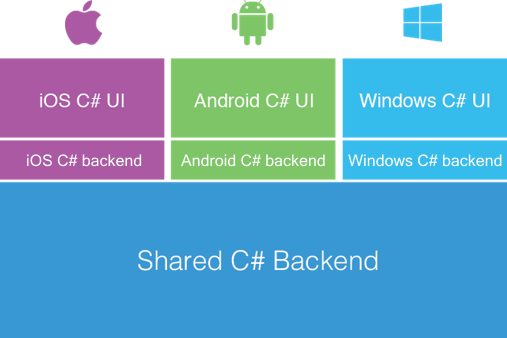 iOS C# UI
Android C# UI
Windows C# UI
iOS C# backend
Android C# backend
Windows C# backend
Shared C# Backend